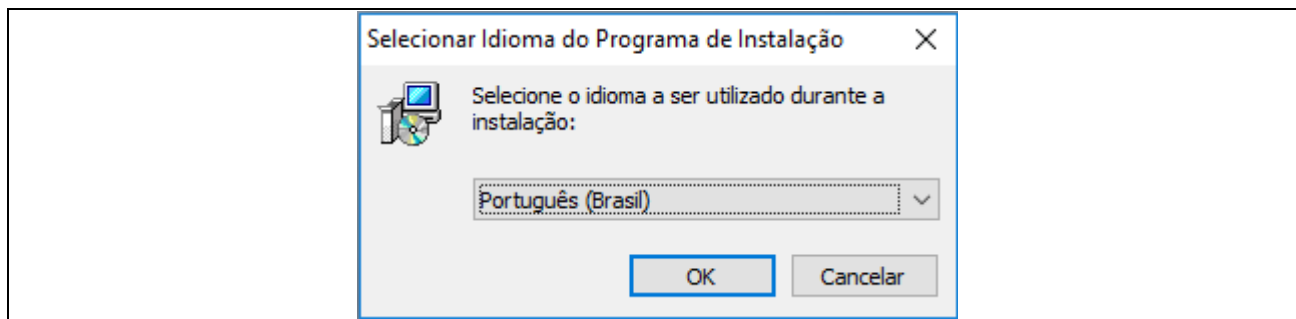 Selecionar Idioma do Programa de Instalação
Selecione o idioma a ser utilizado durante a
instalação:
Português (Brasil)
OK Cancelar